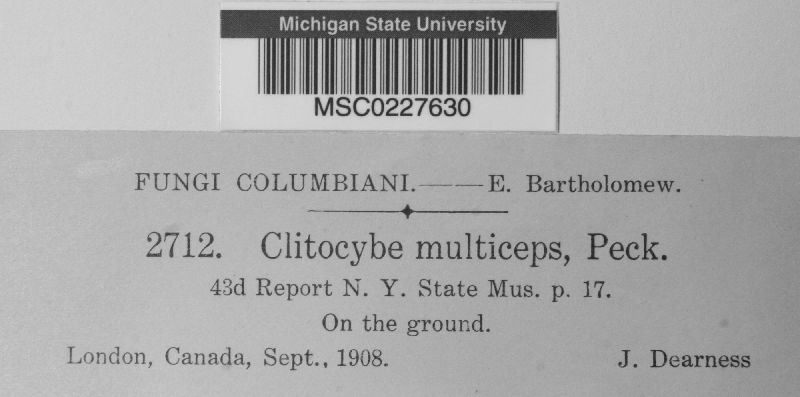 Michigan State University
MSC0227630
FUNGI COLUMBIANI.——E. Bartholomew.
2712. Clitocybe multiceps, Peck.
43d Report N. Y. State Mus. p. 17.
On the ground.
London, Canada, Sept., 1908. J. Dearness